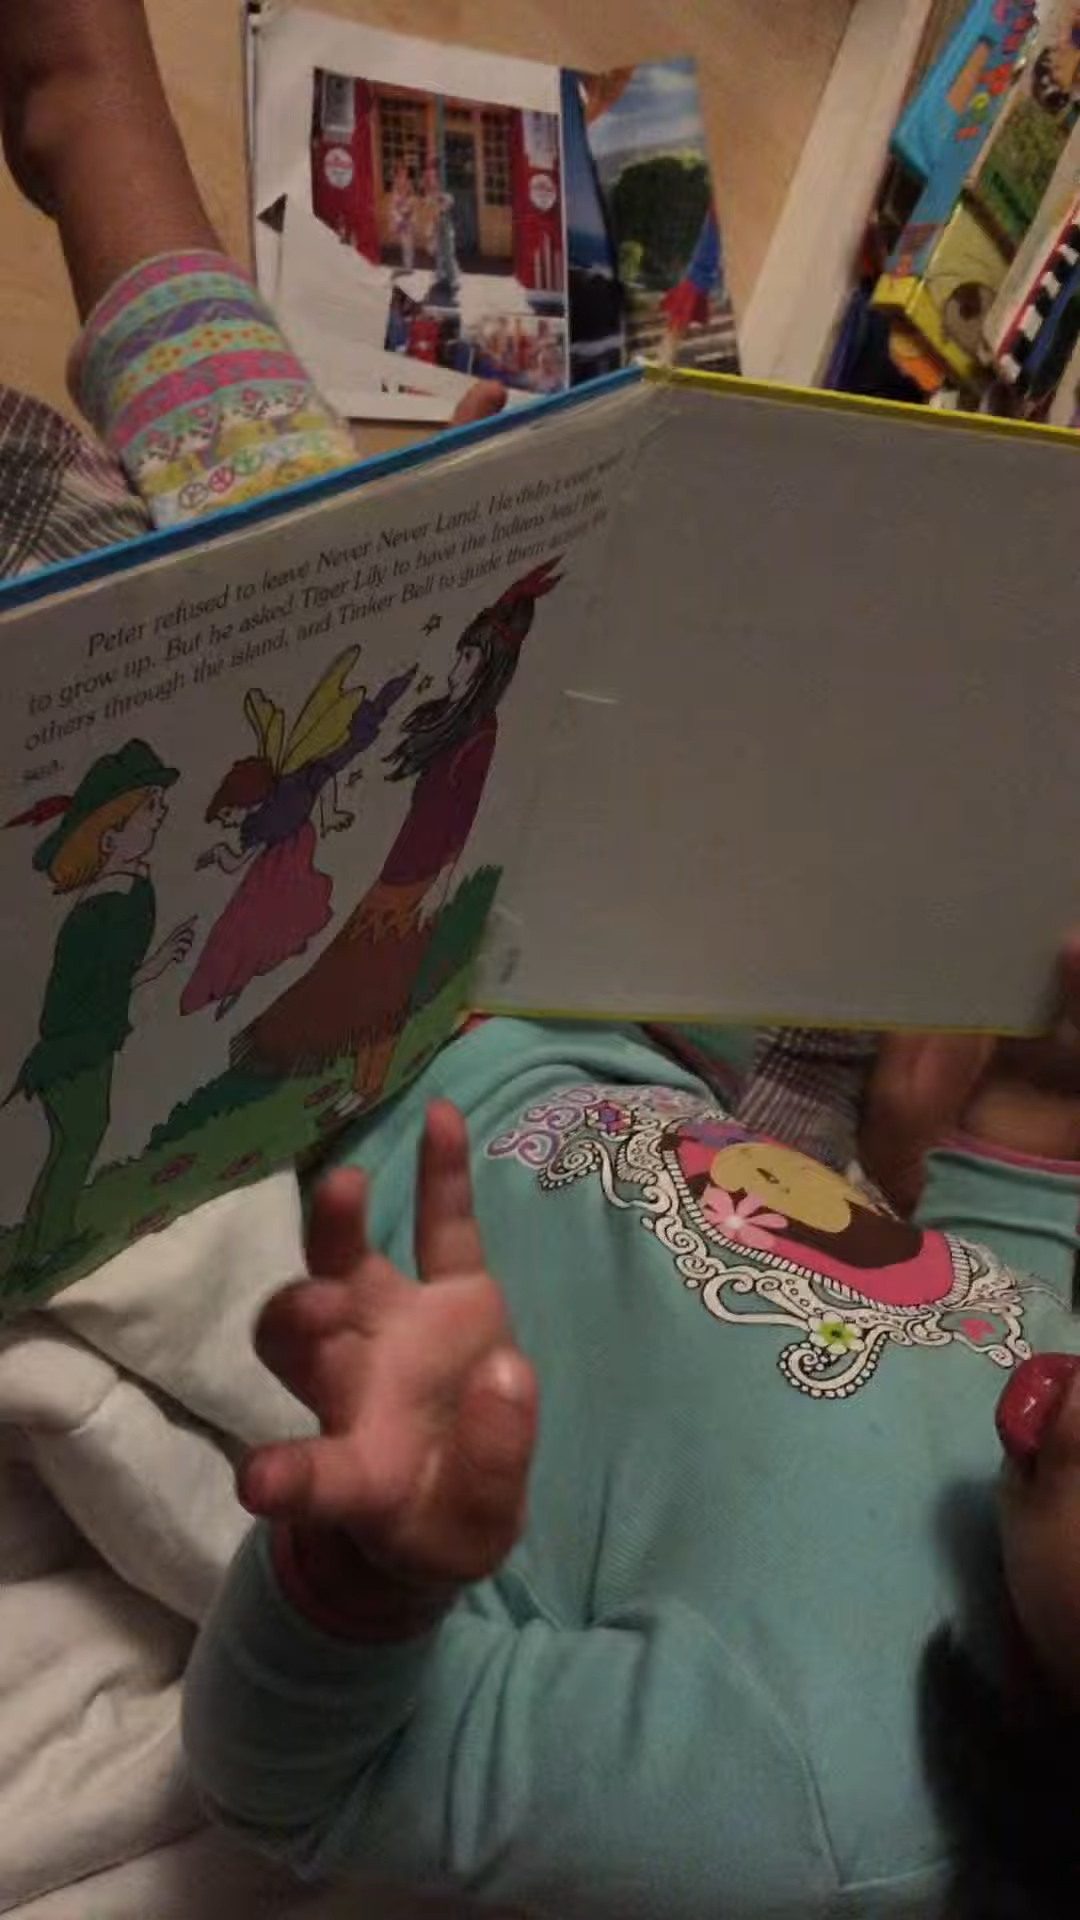 Peter refused to leave Never Never Land. He didn't ever want
to grow up. But he asked Tiger Lily to have the Indians lead the
others through the island, and Tinker Bell to guide them across the
sea.